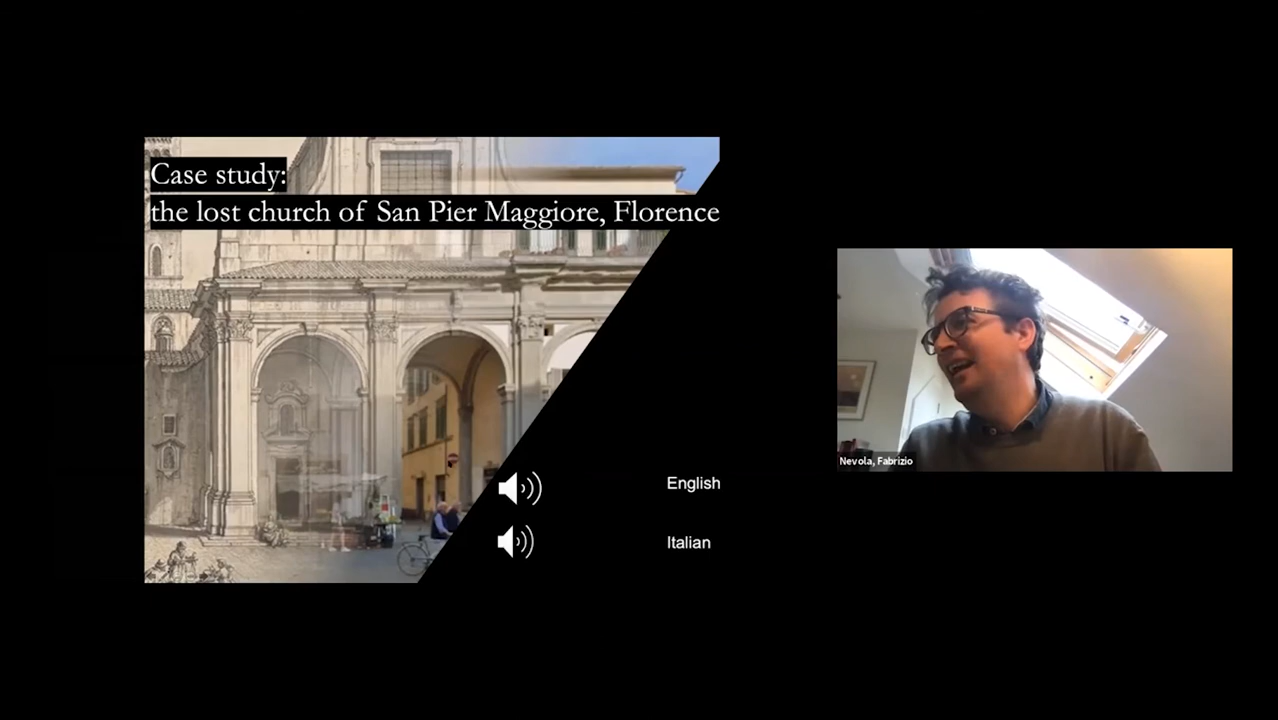 Case study:
the lost church of San Pier Maggiore, Florence
English
Italian
Nevola, Fabrizio